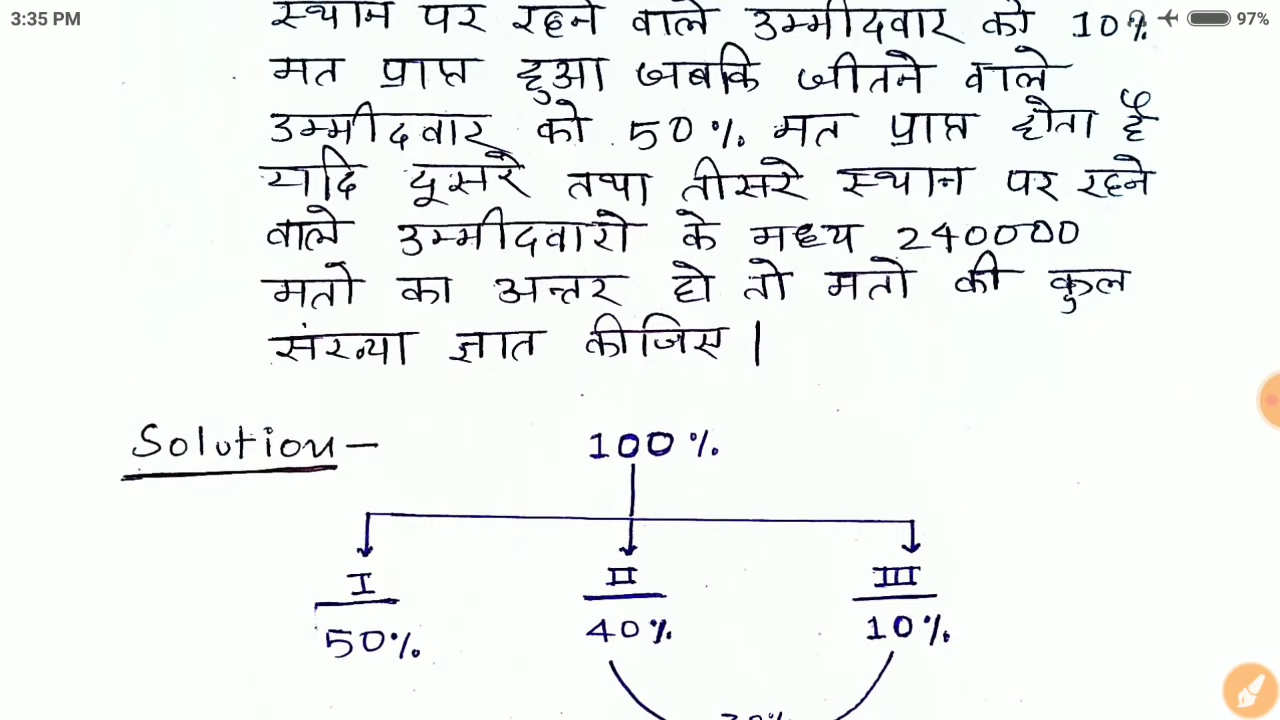 3:35 PM
97%
स्थान पर रहने वाले उम्मीदवार को 10%
मत प्राप्त हुआ जबकि जीतने वाले
उम्मीदवार को 50% मत प्राप्त होता है
यदि दूसरे तथा तीसरे स्थान पर रहने
वाले उम्मीदवारो के मध्य 240000
मतो का अन्तर हो तो मतो की कुल
संख्या ज्ञात कीजिए |
Solution-
100%
I II III
50% 40% 10%